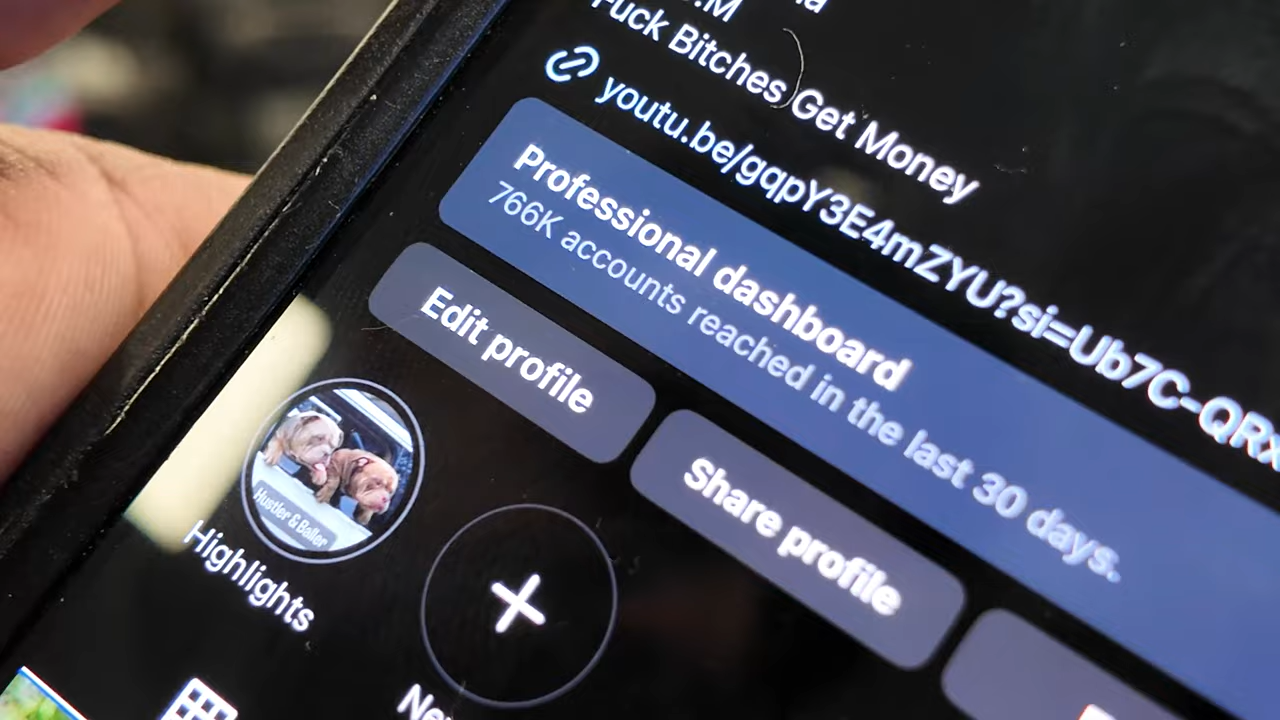 Fuck Bitches Get Money
youtu.be/gqpY3E4mZYU?si=Ub7C-QRx
Professional dashboard
766K accounts reached in the last 30 days.
Edit profile
Share profile
Hustler & Baller
Highlights